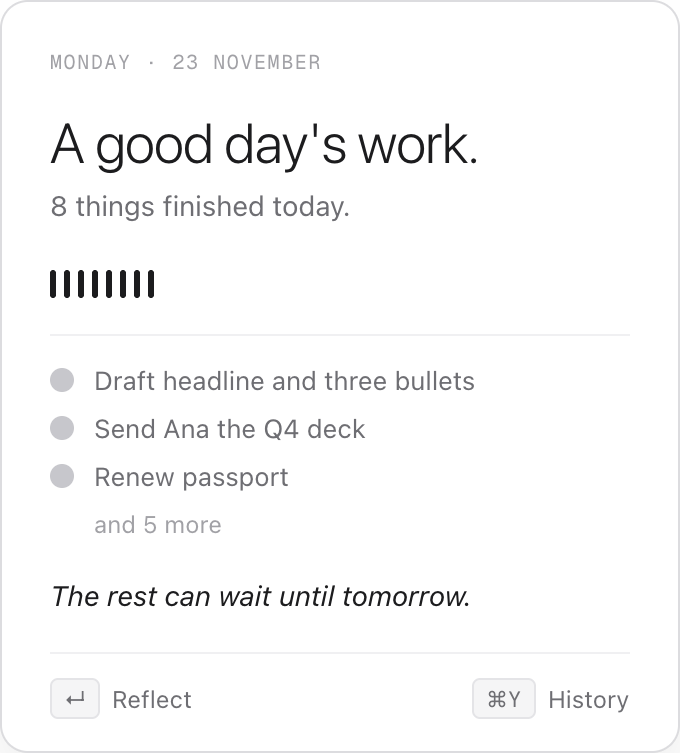 MONDAY · 23 NOVEMBER
A good day's work.
8 things finished today.
Draft headline and three bullets
Send Ana the Q4 deck
Renew passport
and 5 more
The rest can wait until tomorrow.
↵ Reflect ⌘Y History